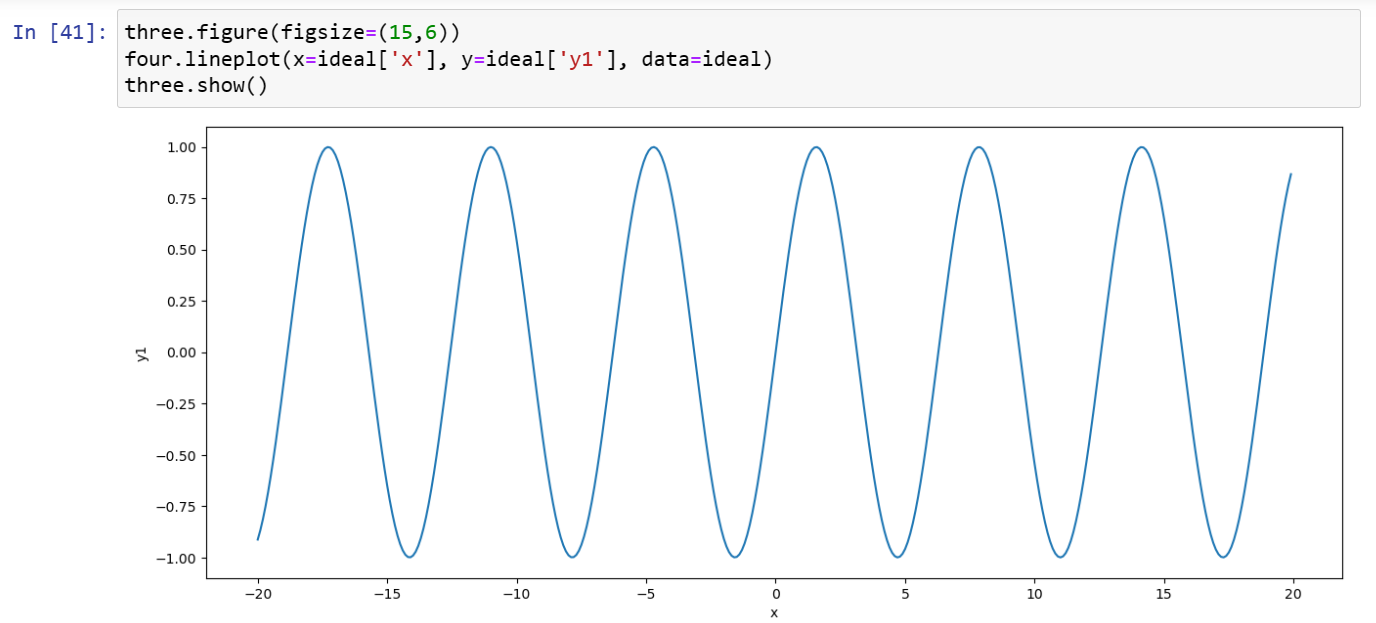 In [41]: three.figure(figsize=(15,6))
four.lineplot(x=ideal['x'], y=ideal['y1'], data=ideal)
three.show()
1.00
0.75
0.50
0.25
0.00
−0.25
−0.50
−0.75
−1.00
y1
−20 −15 −10 −5 0 5 10 15 20
x